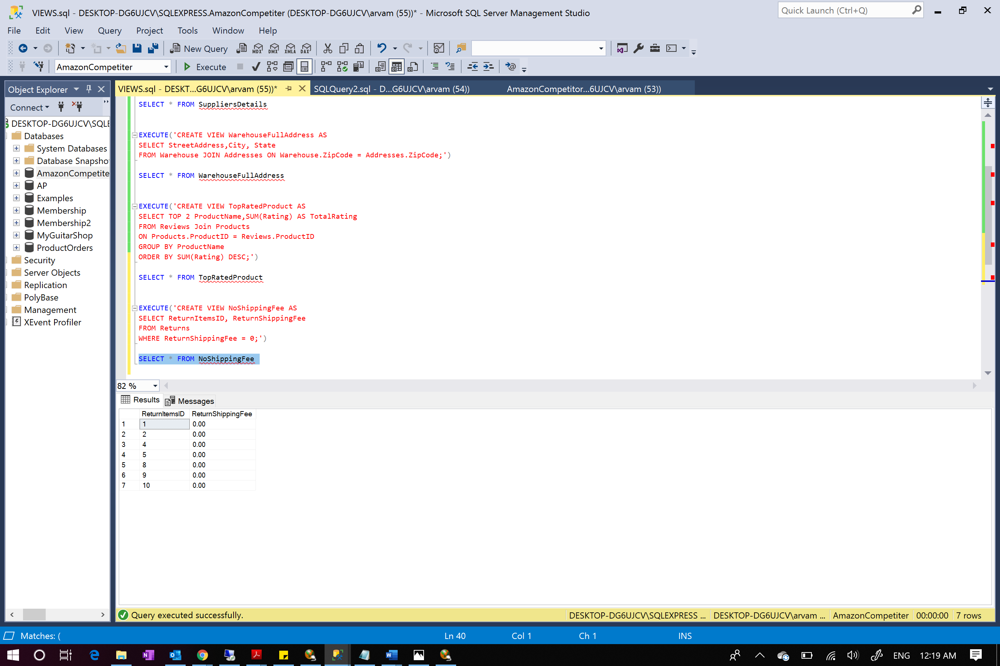 VIEWS.sql - DESKTOP-DG6UJCV\SQLEXPRESS.AmazonCompetiter (DESKTOP-DG6UJCV\arvam (55))* - Microsoft SQL Server Management Studio
Quick Launch (Ctrl+Q)
File Edit View Query Project Tools Window Help
New Query MDX DMX XMLA DAX
AmazonCompetiter Execute
Object Explorer
VIEWS.sql - DESKT...G6UJCV\arvam (55))* SQLQuery2.sql - D...G6UJCV\arvam (54)) AmazonCompetitor...6UJCV\arvam (53))
Connect
DESKTOP-DG6UJCV\SQLE
Databases
System Databases
Database Snapsho
AmazonCompetite
AP
Examples
Membership
Membership2
MyGuitarShop
ProductOrders
Security
Server Objects
Replication
PolyBase
Management
XEvent Profiler
SELECT * FROM SuppliersDetails
EXECUTE('CREATE VIEW WarehouseFullAddress AS
SELECT StreetAddress,City, State
FROM Warehouse JOIN Addresses ON Warehouse.ZipCode = Addresses.ZipCode;')
SELECT * FROM WarehouseFullAddress
EXECUTE('CREATE VIEW TopRatedProduct AS
SELECT TOP 2 ProductName,SUM(Rating) AS TotalRating
FROM Reviews Join Products
ON Products.ProductID = Reviews.ProductID
GROUP BY ProductName
ORDER BY SUM(Rating) DESC;')
SELECT * FROM TopRatedProduct
EXECUTE('CREATE VIEW NoShippingFee AS
SELECT ReturnItemsID, ReturnShippingFee
FROM Returns
WHERE ReturnShippingFee = 0;')
SELECT * FROM NoShippingFee
82 %
Results Messages
ReturnItemsID ReturnShippingFee
1 1 0.00
2 2 0.00
3 4 0.00
4 5 0.00
5 8 0.00
6 9 0.00
7 10 0.00
Query executed successfully. DESKTOP-DG6UJCV\SQLEXPRESS ... DESKTOP-DG6UJCV\arvam ... AmazonCompetiter 00:00:00 7 rows
Matches: ( Ln 40 Col 1 Ch 1 INS
ENG 12:19 AM